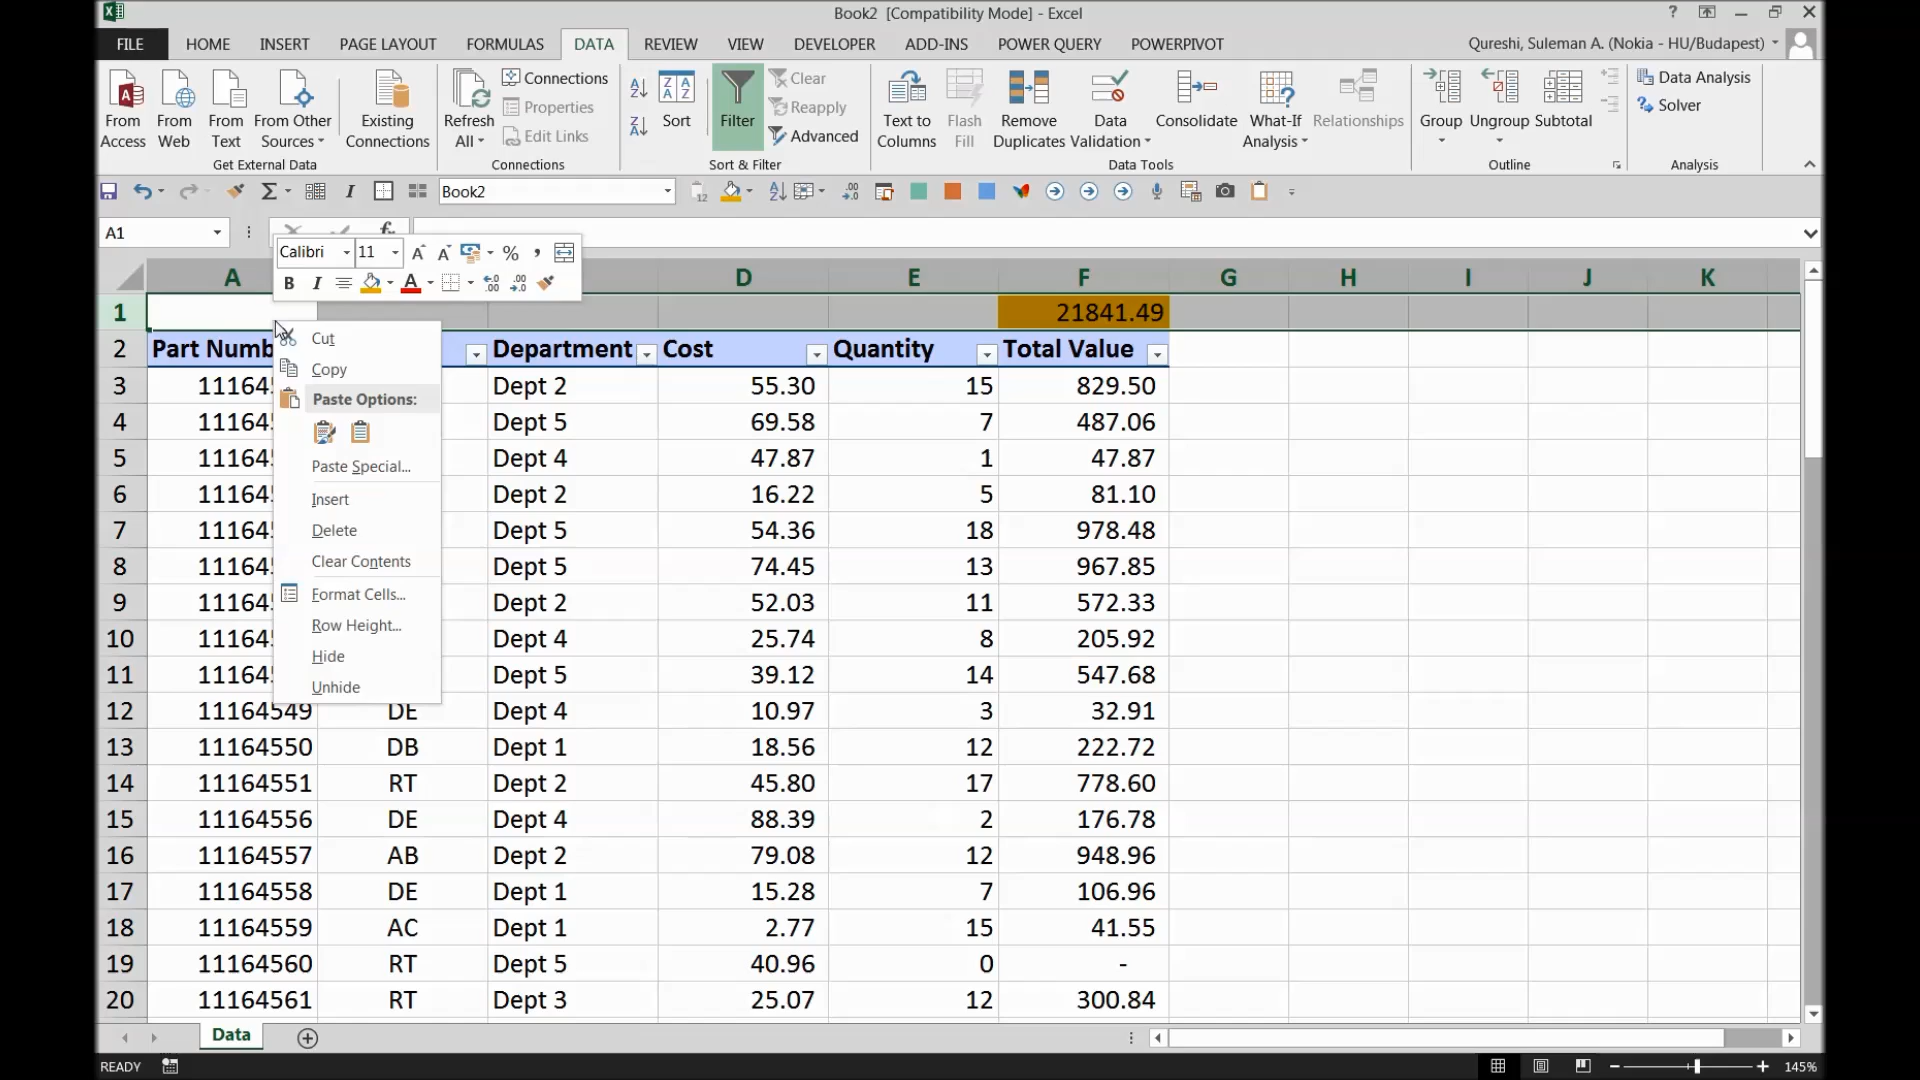 Book2 [Compatibility Mode] - Excel
?
FILE HOME INSERT PAGE LAYOUT FORMULAS DATA REVIEW VIEW DEVELOPER ADD-INS POWER QUERY POWERPIVOT Qureshi, Suleman A. (Nokia - HU/Budapest)
From Access
From Web
From Text
From Other Sources
Existing Connections
Get External Data
Refresh All
Connections
Properties
Edit Links
Connections
Sort
Filter
Clear
Reapply
Advanced
Sort & Filter
Text to Columns
Flash Fill
Remove Duplicates
Data Validation
Consolidate
What-If Analysis
Relationships
Data Tools
Group
Ungroup
Subtotal
Outline
Data Analysis
Solver
Analysis
Book2
A1
Calibri 11
B I A % ,
A D E F G H I J K
1 21841.49
2 Part Numb Department Cost Quantity Total Value
3 11164 Dept 2 55.30 15 829.50
4 11164 Dept 5 69.58 7 487.06
5 11164 Dept 4 47.87 1 47.87
6 11164 Dept 2 16.22 5 81.10
7 11164 Dept 5 54.36 18 978.48
8 11164 Dept 5 74.45 13 967.85
9 11164 Dept 2 52.03 11 572.33
10 11164 Dept 4 25.74 8 205.92
11 11164 Dept 5 39.12 14 547.68
12 11164549 DE Dept 4 10.97 3 32.91
13 11164550 DB Dept 1 18.56 12 222.72
14 11164551 RT Dept 2 45.80 17 778.60
15 11164556 DE Dept 4 88.39 2 176.78
16 11164557 AB Dept 2 79.08 12 948.96
17 11164558 DE Dept 1 15.28 7 106.96
18 11164559 AC Dept 1 2.77 15 41.55
19 11164560 RT Dept 5 40.96 0 -
20 11164561 RT Dept 3 25.07 12 300.84
Cut
Copy
Paste Options:
Paste Special...
Insert
Delete
Clear Contents
Format Cells...
Row Height...
Hide
Unhide
Data
READY
145%